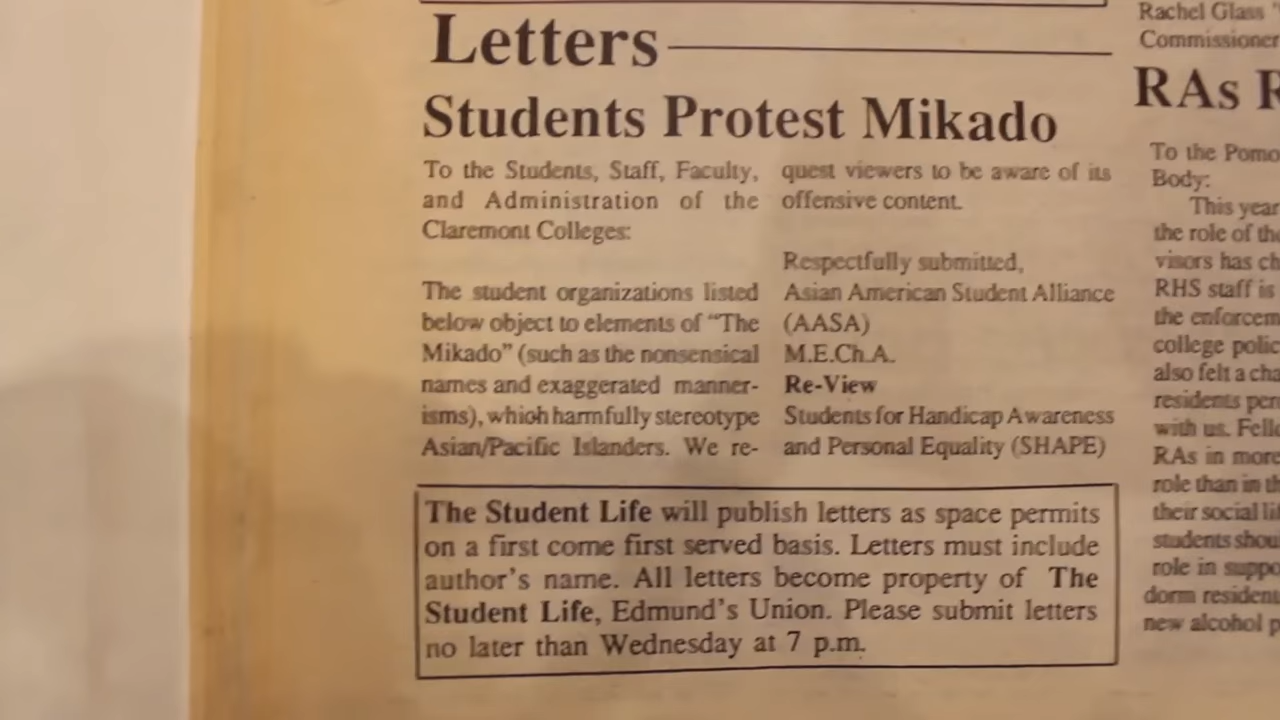 Letters
Students Protest Mikado
To the Students, Staff, Faculty,
and Administration of the
Claremont Colleges:
The student organizations listed
below object to elements of “The
Mikado” (such as the nonsensical
names and exaggerated manner-
isms), which harmfully stereotype
Asian/Pacific Islanders. We re-
quest viewers to be aware of its
offensive content.
Respectfully submitted,
Asian American Student Alliance
(AASA)
M.E.Ch.A.
Re-View
Students for Handicap Awareness
and Personal Equality (SHAPE)
The Student Life will publish letters as space permits
on a first come first served basis. Letters must include
author's name. All letters become property of The
Student Life, Edmund's Union. Please submit letters
no later than Wednesday at 7 p.m.
Rachel Glass
Commissioner
RAs R
To the Pomo
Body:
This year
the role of the
visors has ch
RHS staff is
the enforcem
college polic
also felt a cha
residents per
with us. Fello
RAs in more
role than in th
their social lif
students shou
role in suppo
dorm resident
new alcohol p